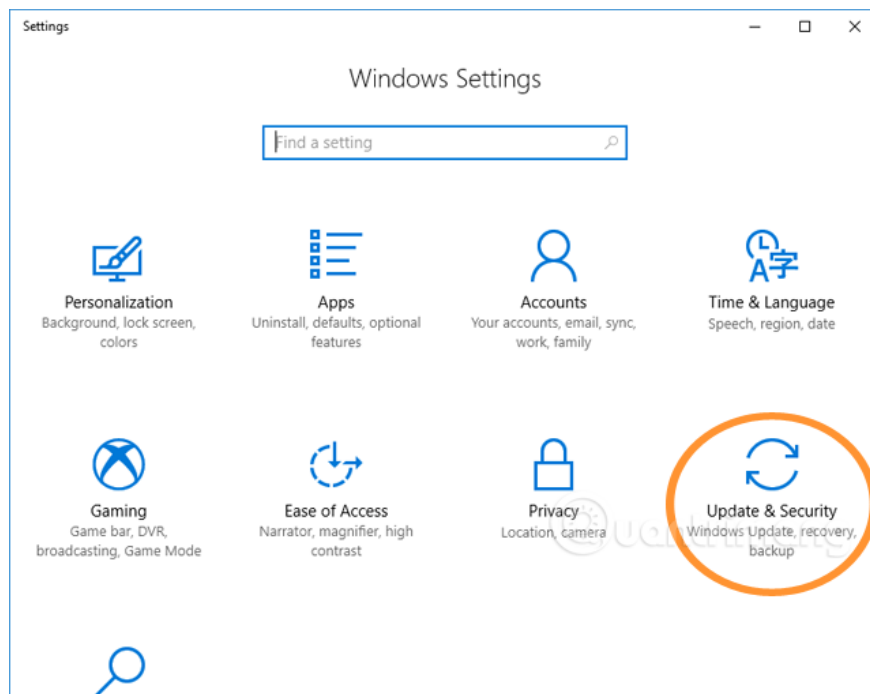 Settings
Windows Settings
Find a setting
Personalization
Background, lock screen,
colors
Apps
Uninstall, defaults, optional
features
Accounts
Your accounts, email, sync,
work, family
Time & Language
Speech, region, date
Gaming
Game bar, DVR,
broadcasting, Game Mode
Ease of Access
Narrator, magnifier, high
contrast
Privacy
Location, camera
Update & Security
Windows Update, recovery,
backup
uantrimang